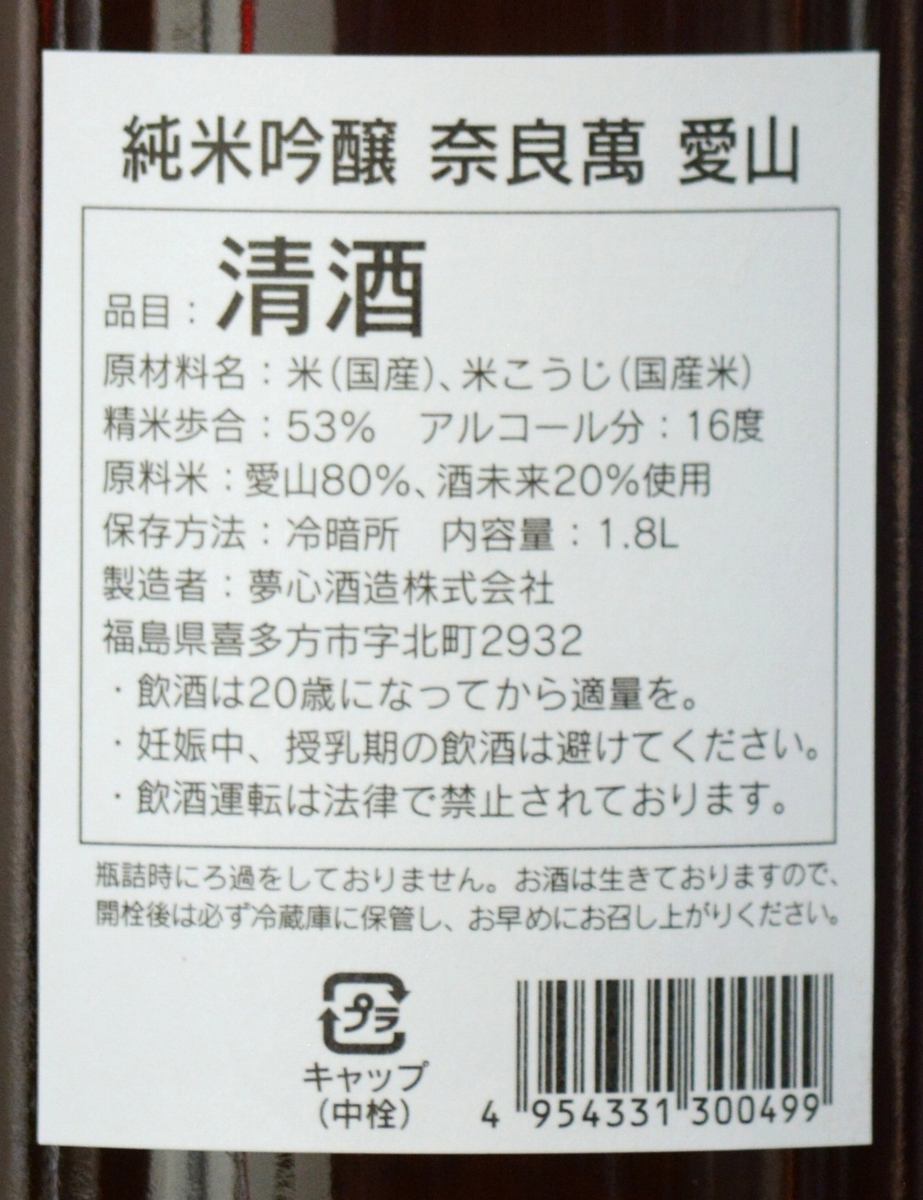 純米吟醸 奈良萬 愛山
品目：清酒
原材料名：米（国産）、米こうじ（国産米）
精米歩合：53%　アルコール分：16度
原料米：愛山80%、酒未来20%使用
保存方法：冷暗所　内容量：1.8L
製造者：夢心酒造株式会社
福島県喜多方市字北町2932
・飲酒は20歳になってから適量を。
・妊娠中、授乳期の飲酒は避けてください。
・飲酒運転は法律で禁止されております。
瓶詰時にろ過をしておりません。お酒は生きておりますので、
開栓後は必ず冷蔵庫に保管し、お早めにお召し上がりください。
プラ
キャップ
（中栓）
4 954331 300499